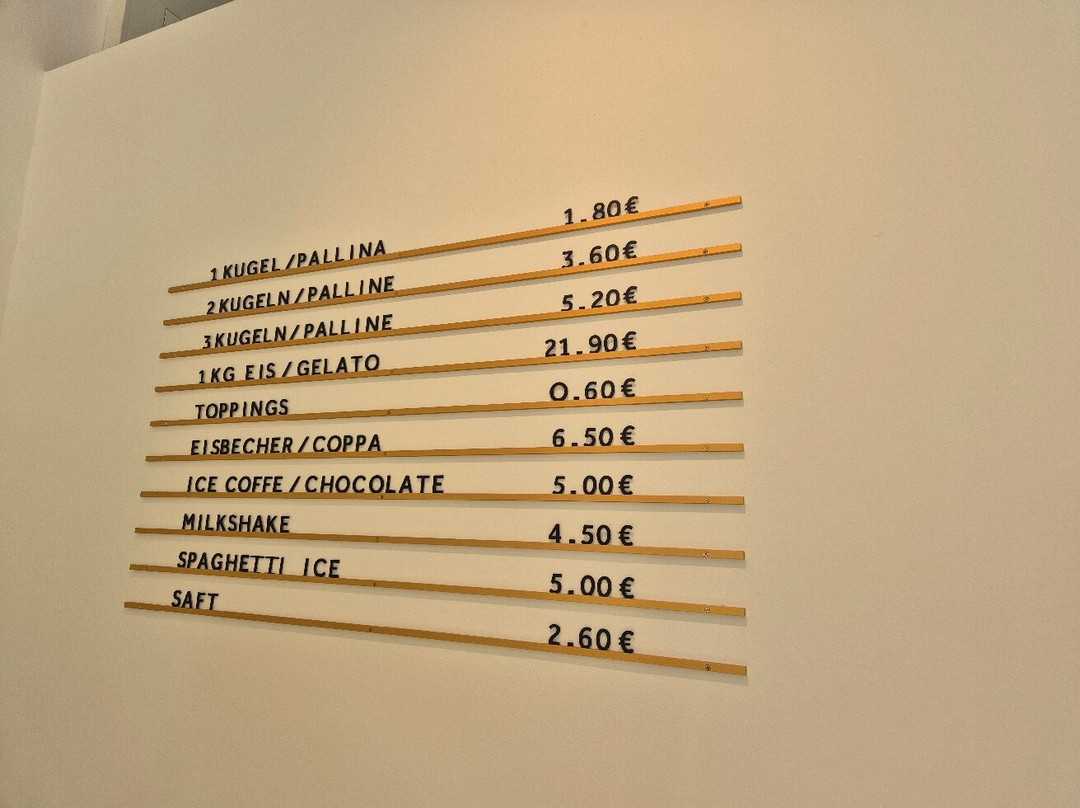 1 KUGEL/PALLINA 1.80€
2 KUGELN/PALLINE 3.60€
3 KUGELN/PALLINE 5.20€
1 KG EIS/GELATO 21.90€
TOPPINGS 0.60€
EISBECHER/COPPA 6.50€
ICE COFFE/CHOCOLATE 5.00€
MILKSHAKE 4.50€
SPAGHETTI ICE 5.00€
SAFT 2.60€